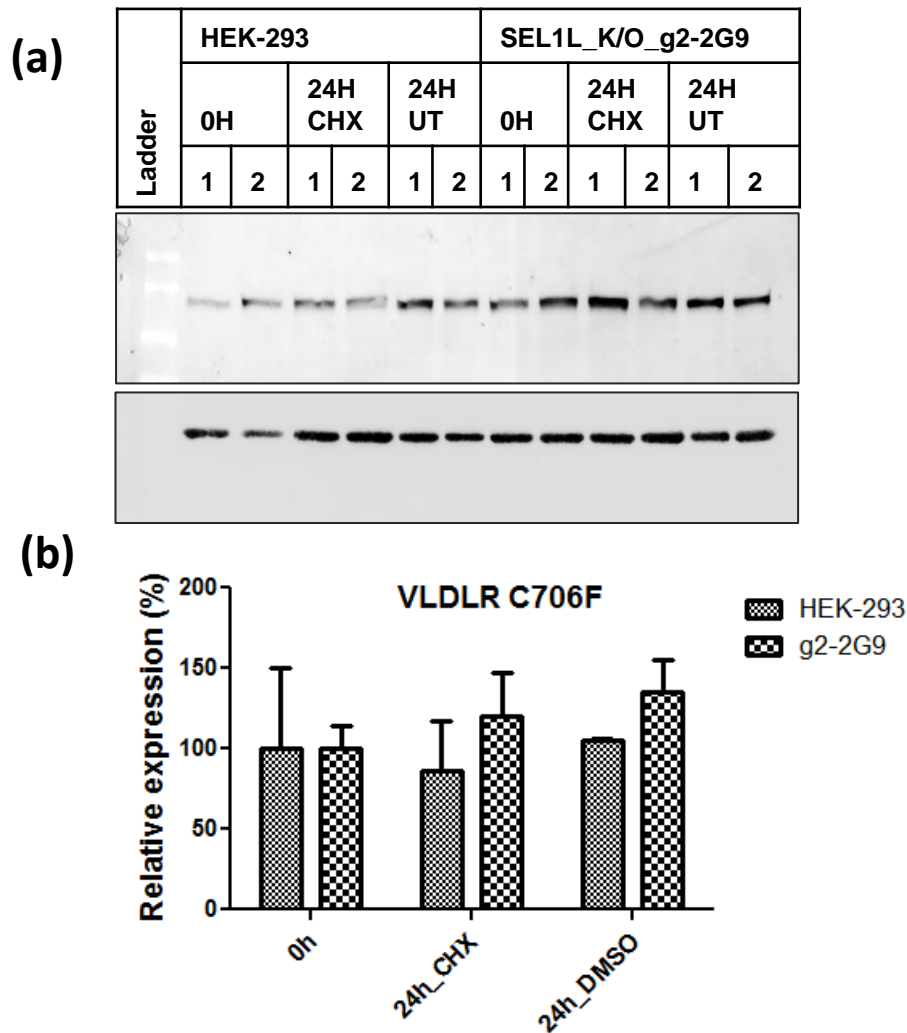 (a)
HEK-293 SEL1L_K/O_g2-2G9
Ladder
0H 24H CHX 24H UT 0H 24H CHX 24H UT
1 2 1 2 1 2 1 2 1 2 1 2
(b)
VLDLR C706F
HEK-293
g2-2G9
Relative expression (%)
200
150
100
50
0
0h 24h_CHX 24h_DMSO